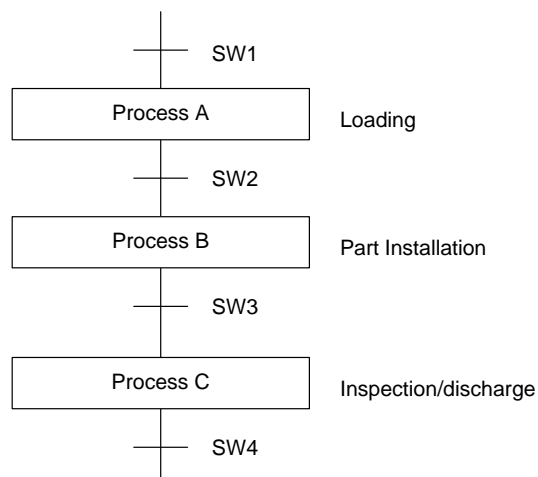 SW1
Process A
Loading
SW2
Process B
Part Installation
SW3
Process C
Inspection/discharge
SW4